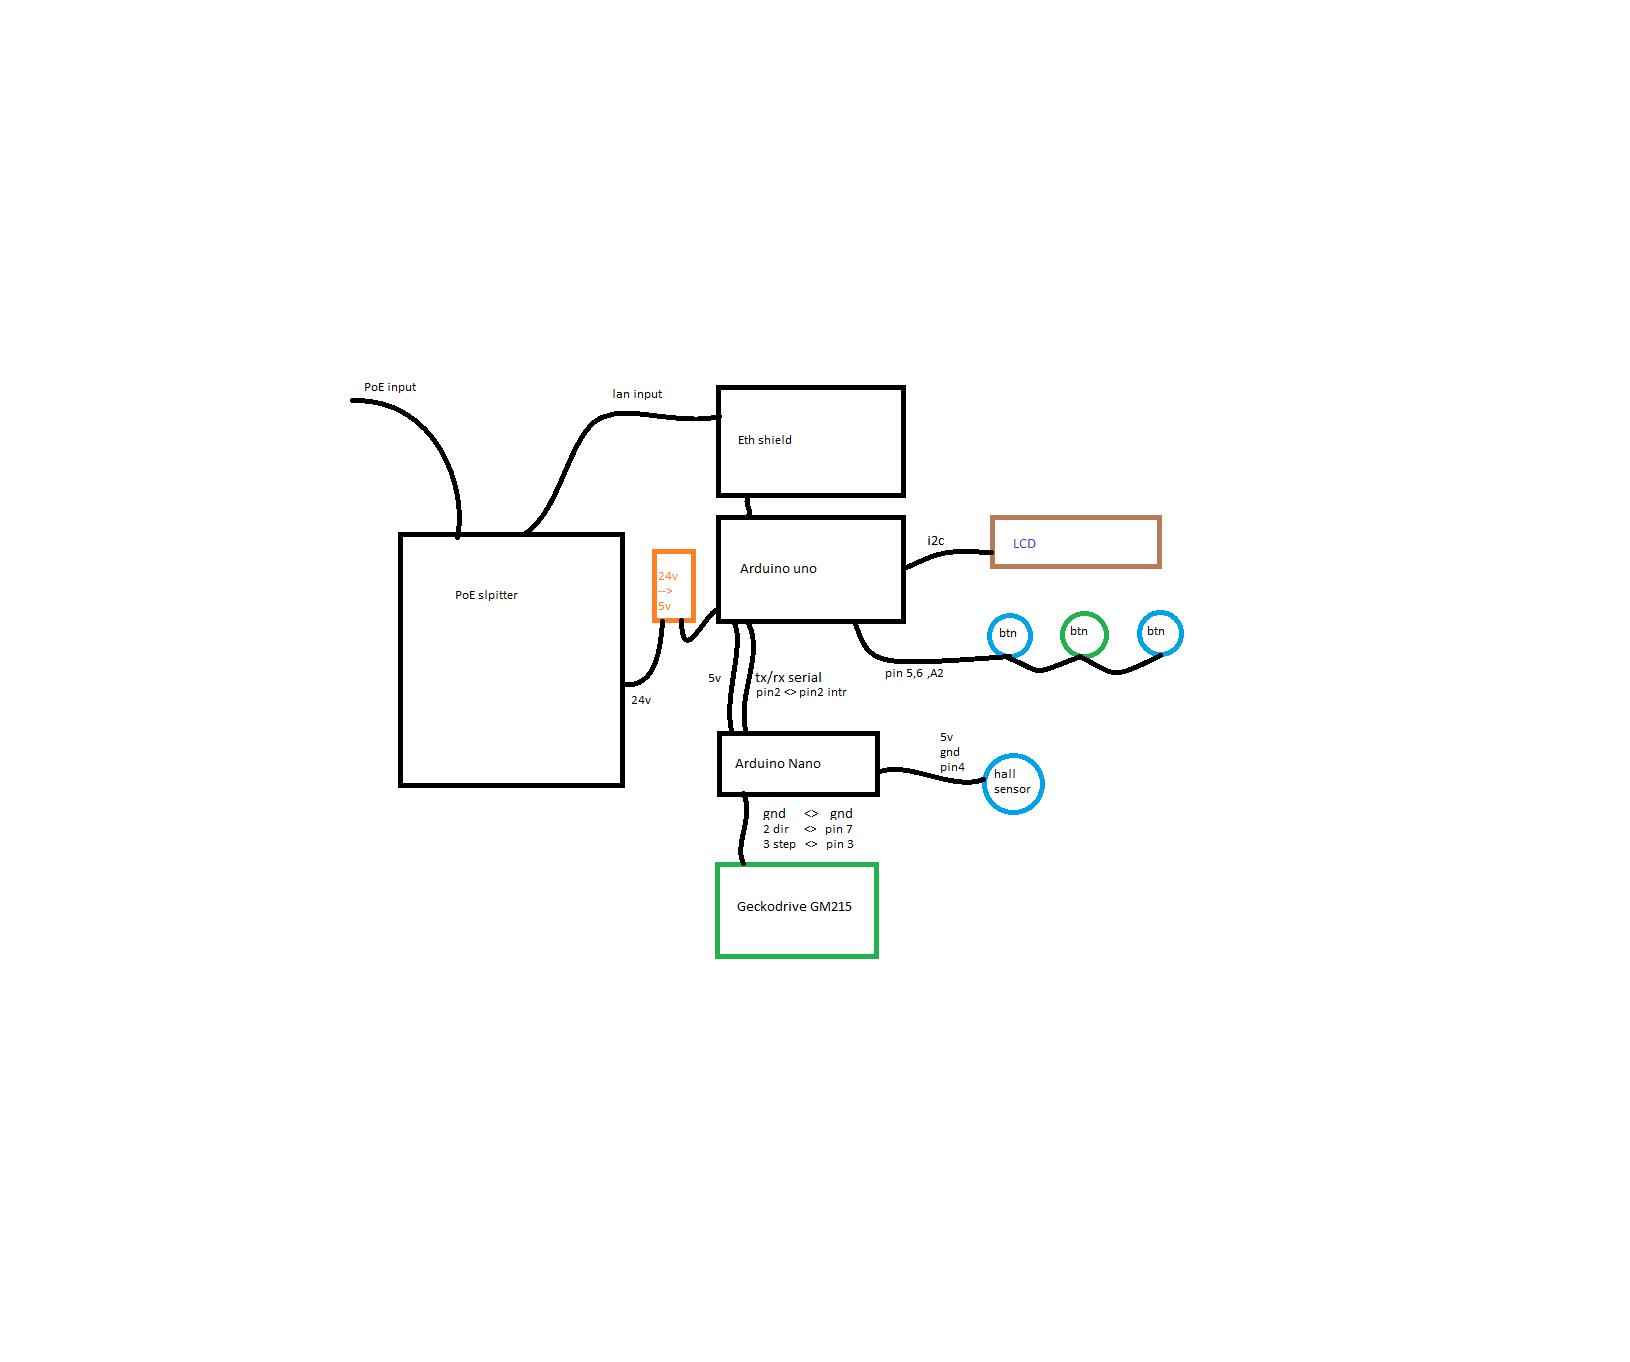 PoE input
lan input
Eth shield
PoE slpitter
24v
-->
5v
Arduino uno
i2c
LCD
btn
btn
btn
24v
5v
tx/rx serial
pin2 <> pin2 intr
pin 5,6 ,A2
Arduino Nano
5v
gnd
pin4
hall
sensor
gnd <> gnd
2 dir <> pin 7
3 step <> pin 3
Geckodrive GM215